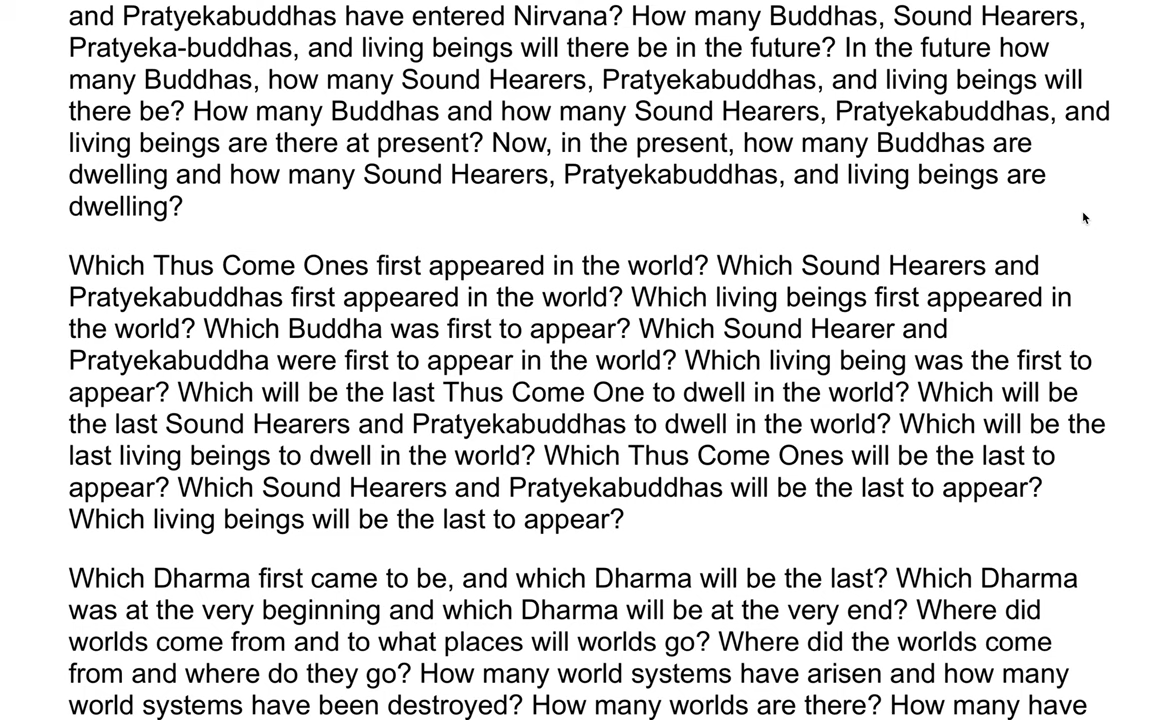 and Pratyekabuddhas have entered Nirvana? How many Buddhas, Sound Hearers,
Pratyeka-buddhas, and living beings will there be in the future? In the future how
many Buddhas, how many Sound Hearers, Pratyekabuddhas, and living beings will
there be? How many Buddhas and how many Sound Hearers, Pratyekabuddhas, and
living beings are there at present? Now, in the present, how many Buddhas are
dwelling and how many Sound Hearers, Pratyekabuddhas, and living beings are
dwelling?
Which Thus Come Ones first appeared in the world? Which Sound Hearers and
Pratyekabuddhas first appeared in the world? Which living beings first appeared in
the world? Which Buddha was first to appear? Which Sound Hearer and
Pratyekabuddha were first to appear in the world? Which living being was the first to
appear? Which will be the last Thus Come One to dwell in the world? Which will be
the last Sound Hearers and Pratyekabuddhas to dwell in the world? Which will be the
last living beings to dwell in the world? Which Thus Come Ones will be the last to
appear? Which Sound Hearers and Pratyekabuddhas will be the last to appear?
Which living beings will be the last to appear?
Which Dharma first came to be, and which Dharma will be the last? Which Dharma
was at the very beginning and which Dharma will be at the very end? Where did
worlds come from and to what places will worlds go? Where did the worlds come
from and where do they go? How many world systems have arisen and how many
world systems have been destroyed? How many worlds are there? How many have